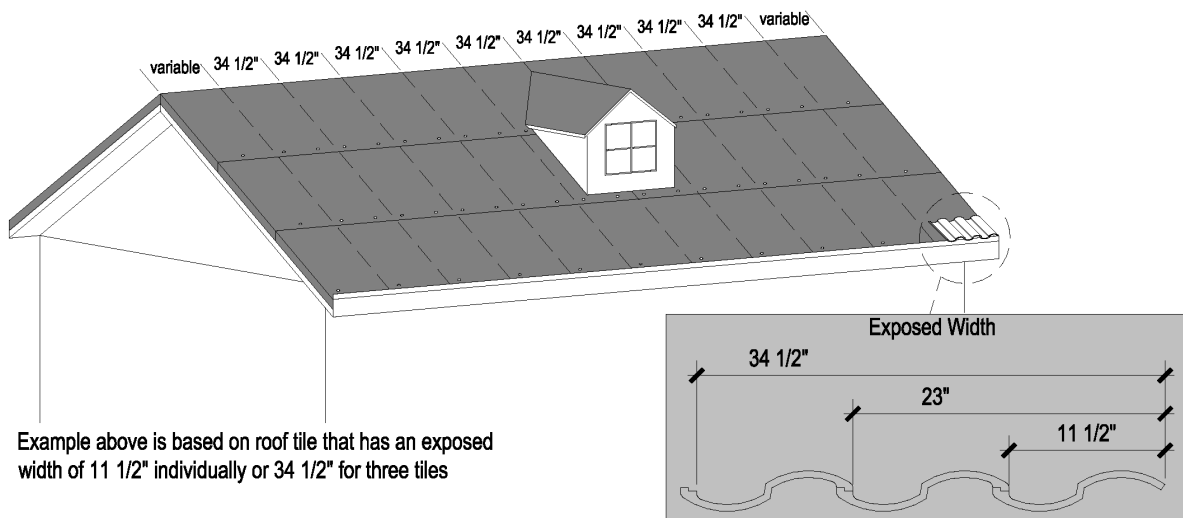 variable
34 1/2"
34 1/2"
34 1/2"
34 1/2"
34 1/2"
34 1/2"
34 1/2"
34 1/2"
34 1/2"
variable
Exposed Width
34 1/2"
23"
11 1/2"
Example above is based on roof tile that has an exposed
width of 11 1/2" individually or 34 1/2" for three tiles